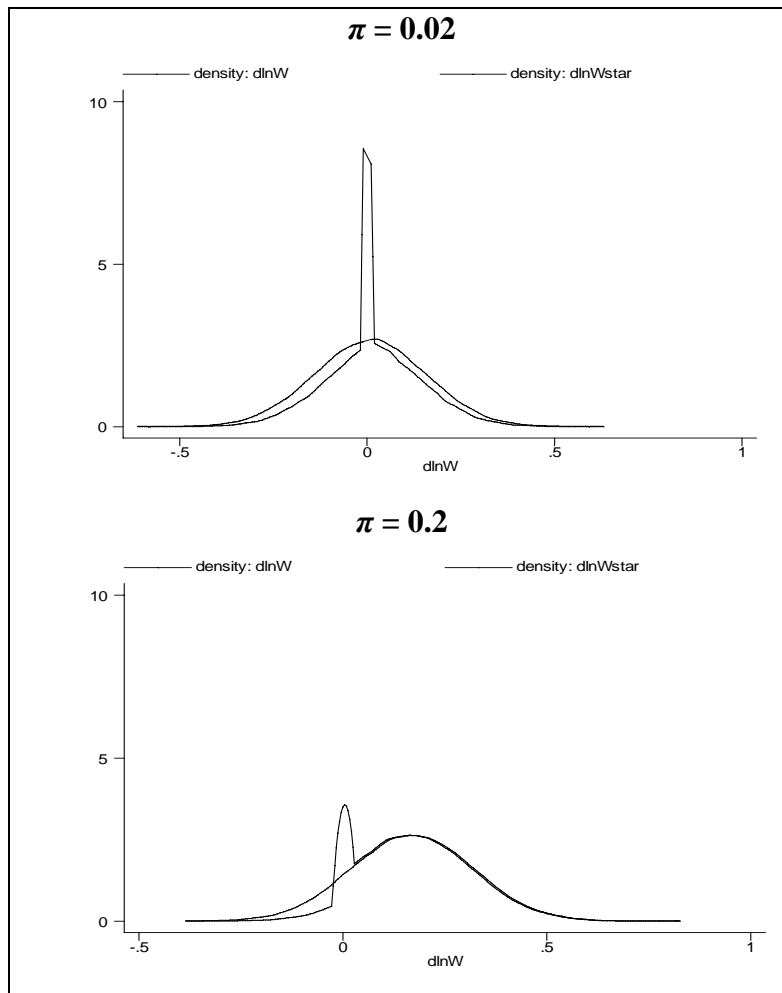 π = 0.02
density: dlnW density: dlnWstar
10
5
0
-.5 0 .5 1
dlnW
π = 0.2
density: dlnW density: dlnWstar
10
5
0
-.5 0 .5 1
dlnW